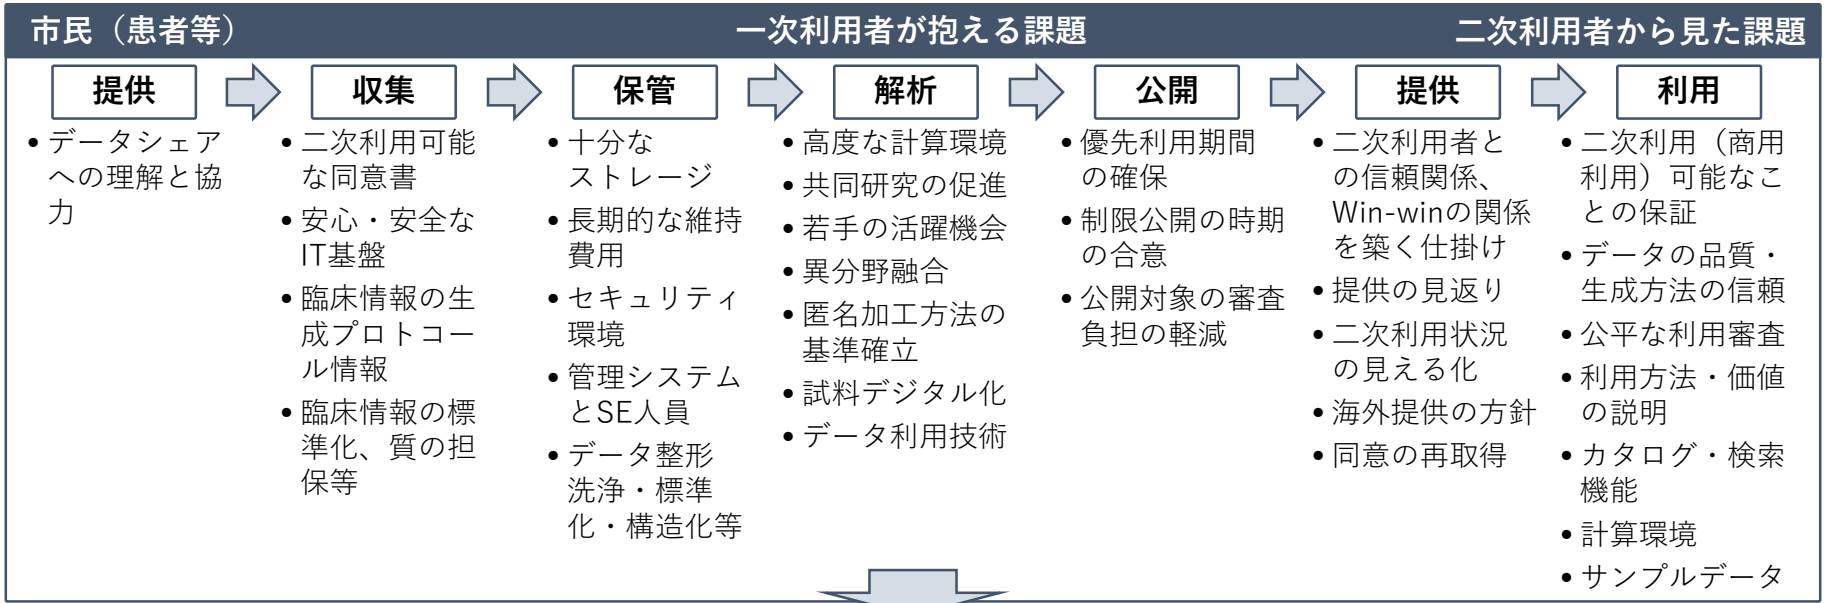 市民（患者等）
一次利用者が抱える課題
二次利用者から見た課題
提供
• データシェア
への理解と協
力
収集
• 二次利用可能
な同意書
• 安心・安全な
IT基盤
• 臨床情報の生
成プロトコー
ル情報
• 臨床情報の標
準化、質の担
保等
保管
• 十分な
ストレージ
• 長期的な維持
費用
• セキュリティ
環境
• 管理システム
とSE人員
• データ整形
洗浄・標準
化・構造化等
解析
• 高度な計算環境
• 共同研究の促進
• 若手の活躍機会
• 異分野融合
• 匿名加工方法の
基準確立
• 試料デジタル化
• データ利用技術
公開
• 優先利用期間
の確保
• 制限公開の時期
の合意
• 公開対象の審査
負担の軽減
提供
• 二次利用者と
の信頼関係、
Win-winの関係
を築く仕掛け
• 提供の見返り
• 二次利用状況
の見える化
• 海外提供の方針
• 同意の再取得
利用
• 二次利用（商用
利用）可能なこ
との保証
• データの品質・
生成方法の信頼
• 公平な利用審査
• 利用方法・価値
の説明
• カタログ・検索
機能
• 計算環境
• サンプルデータ